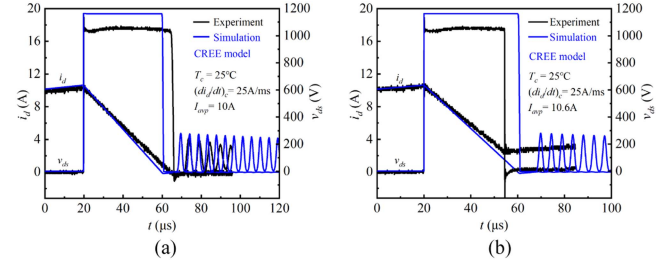 20
16
12
8
4
0
i_d (A)
1200
1000
800
600
400
200
0
v_ds (V)
Experiment
Simulation
CREE model
T_c = 25°C
(di_d/dt)_c = 25A/ms
I_avp = 10A
i_d
v_ds
0 20 40 60 80 100 120
t (μs)
(a)
20
16
12
8
4
0
i_d (A)
1200
1000
800
600
400
200
0
v_ds (V)
Experiment
Simulation
CREE model
T_c = 25°C
(di_d/dt)_c = 25A/ms
I_avp = 10.6A
i_d
v_ds
0 20 40 60 80 100
t (μs)
(b)